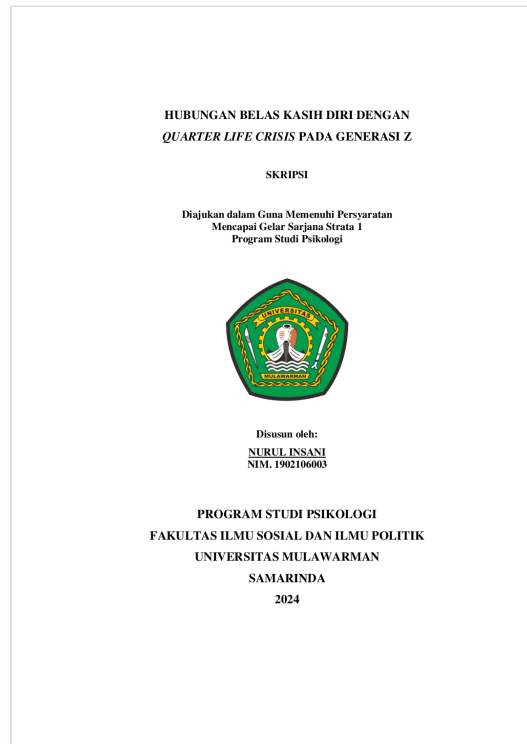 HUBUNGAN BELAS KASIH DIRI DENGAN
QUARTER LIFE CRISIS PADA GENERASI Z
SKRIPSI
Diajukan dalam Guna Memenuhi Persyaratan
Mencapai Gelar Sarjana Strata 1
Program Studi Psikologi
UNIVERSITAS
MULAWARMAN
Disusun oleh:
NURUL INSANI
NIM. 1902106003
PROGRAM STUDI PSIKOLOGI
FAKULTAS ILMU SOSIAL DAN ILMU POLITIK
UNIVERSITAS MULAWARMAN
SAMARINDA
2024